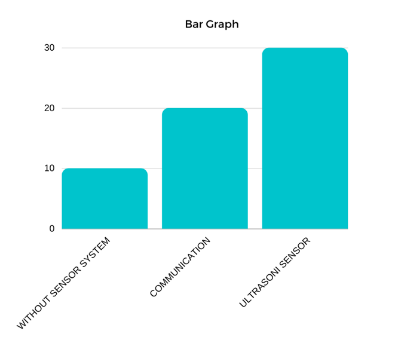 Bar Graph
30
20
10
0
WITHOUT SENSOR SYSTEM
COMMUNICATION
ULTRASONI SENSOR